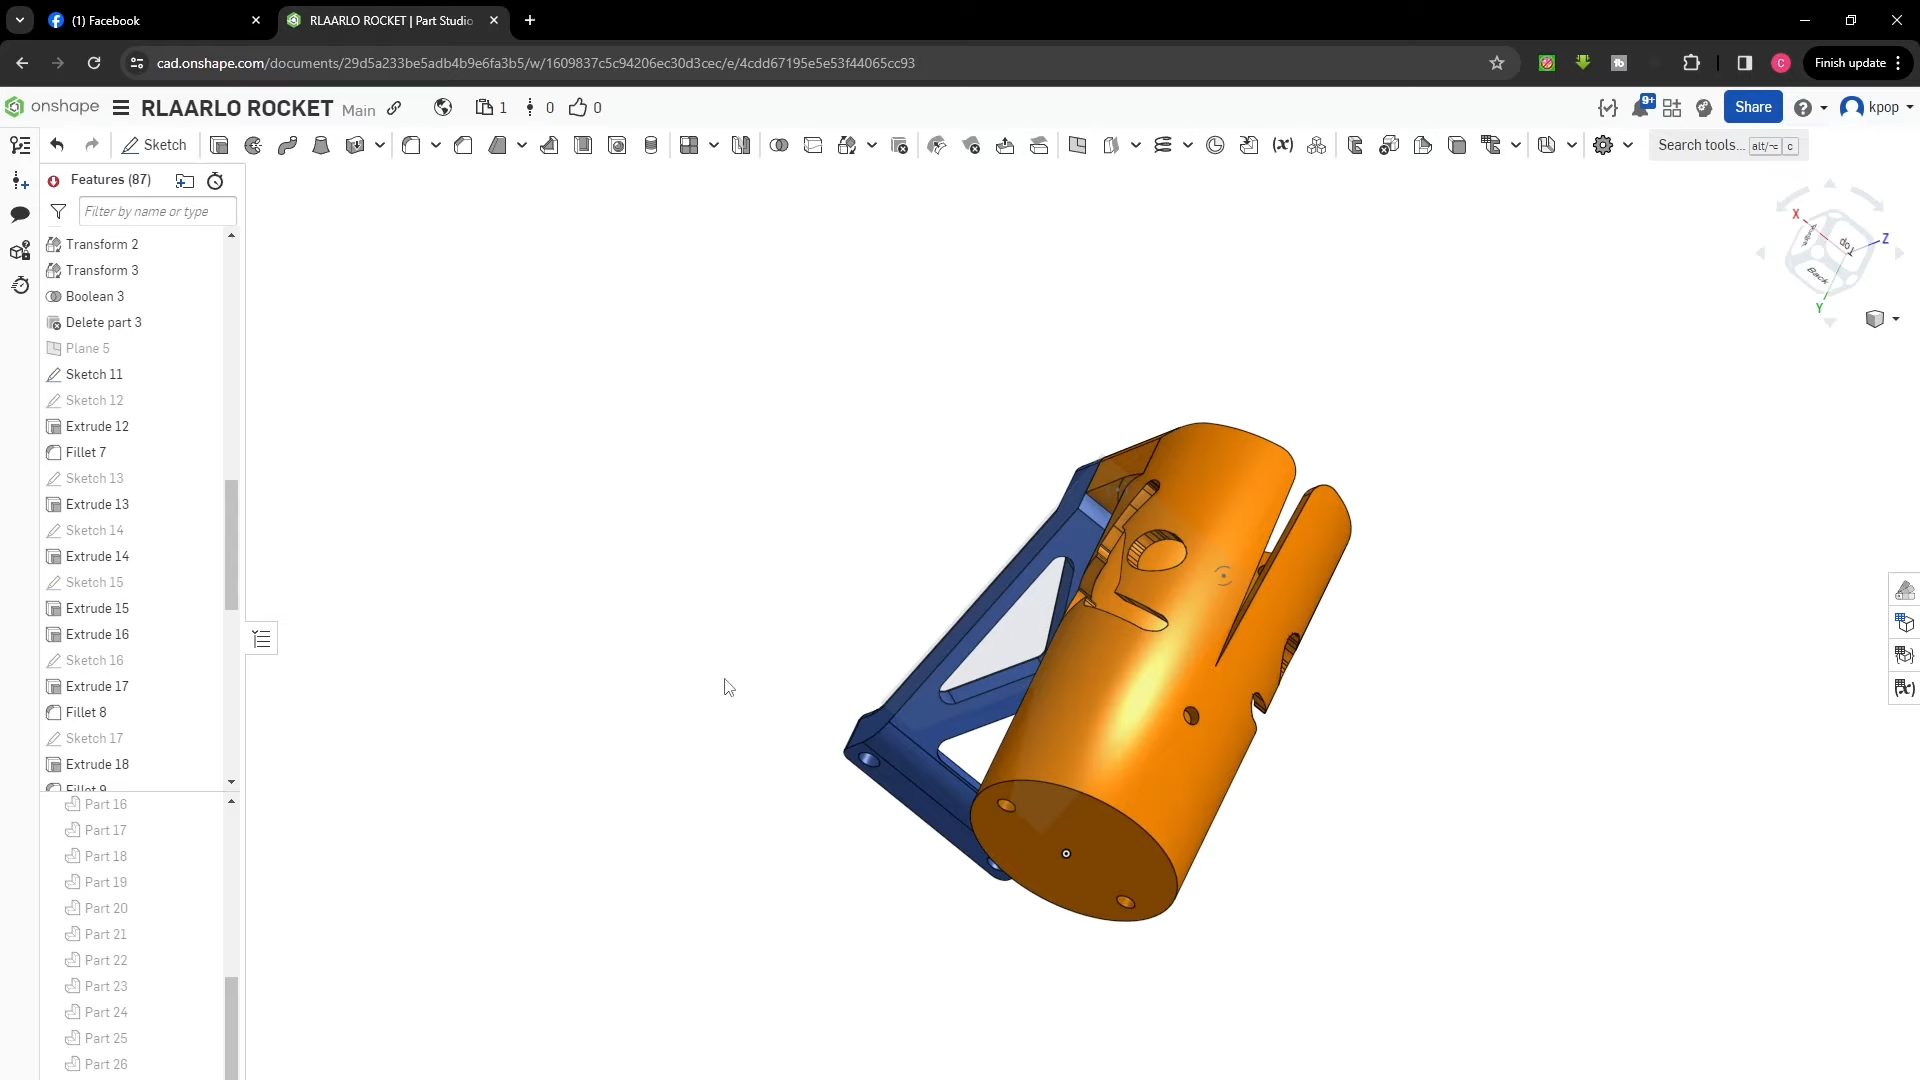 (1) Facebook
RLAARLO ROCKET | Part Studio
cad.onshape.com/documents/29d5a233be5adb4b9e6fa3b5/w/1609837c5c94206ec30d3cec/e/4cdd67195e5e53f44065cc93
Finish update
onshape
RLAARLO ROCKET Main
1
0
0
9+
Share
kpop
Sketch
Search tools... alt/⌥ c
Features (87)
Filter by name or type
Transform 2
Transform 3
Boolean 3
Delete part 3
Plane 5
Sketch 11
Sketch 12
Extrude 12
Fillet 7
Sketch 13
Extrude 13
Sketch 14
Extrude 14
Sketch 15
Extrude 15
Extrude 16
Sketch 16
Extrude 17
Fillet 8
Sketch 17
Extrude 18
Fillet 9
Part 16
Part 17
Part 18
Part 19
Part 20
Part 21
Part 22
Part 23
Part 24
Part 25
Part 26
X
Z
Top
Back
Y